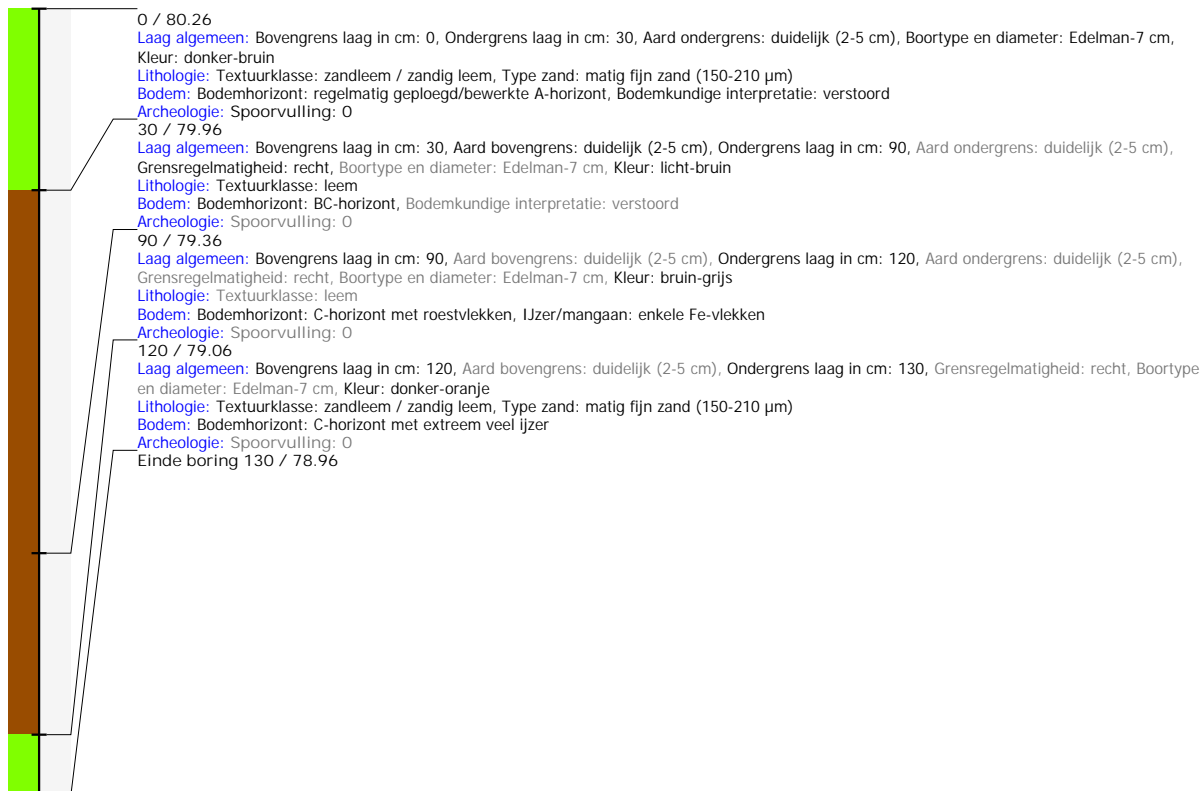 0 / 80.26
Laag algemeen: Bovengrens laag in cm: 0, Ondergrens laag in cm: 30, Aard ondergrens: duidelijk (2-5 cm), Boortype en diameter: Edelman-7 cm,
Kleur: donker-bruin
Lithologie: Textuurklasse: zandleem / zandig leem, Type zand: matig fijn zand (150-210 µm)
Bodem: Bodemhorizont: regelmatig geploegd/bewerkte A-horizont, Bodemkundige interpretatie: verstoord
Archeologie: Spoorvulling: 0
30 / 79.96
Laag algemeen: Bovengrens laag in cm: 30, Aard bovengrens: duidelijk (2-5 cm), Ondergrens laag in cm: 90, Aard ondergrens: duidelijk (2-5 cm),
Grensregelmatigheid: recht, Boortype en diameter: Edelman-7 cm, Kleur: licht-bruin
Lithologie: Textuurklasse: leem
Bodem: Bodemhorizont: BC-horizont, Bodemkundige interpretatie: verstoord
Archeologie: Spoorvulling: 0
90 / 79.36
Laag algemeen: Bovengrens laag in cm: 90, Aard bovengrens: duidelijk (2-5 cm), Ondergrens laag in cm: 120, Aard ondergrens: duidelijk (2-5 cm),
Grensregelmatigheid: recht, Boortype en diameter: Edelman-7 cm, Kleur: bruin-grijs
Lithologie: Textuurklasse: leem
Bodem: Bodemhorizont: C-horizont met roestvlekken, IJzer/mangaan: enkele Fe-vlekken
Archeologie: Spoorvulling: 0
120 / 79.06
Laag algemeen: Bovengrens laag in cm: 120, Aard bovengrens: duidelijk (2-5 cm), Ondergrens laag in cm: 130, Grensregelmatigheid: recht, Boortype
en diameter: Edelman-7 cm, Kleur: donker-oranje
Lithologie: Textuurklasse: zandleem / zandig leem, Type zand: matig fijn zand (150-210 µm)
Bodem: Bodemhorizont: C-horizont met extreem veel ijzer
Archeologie: Spoorvulling: 0
Einde boring 130 / 78.96